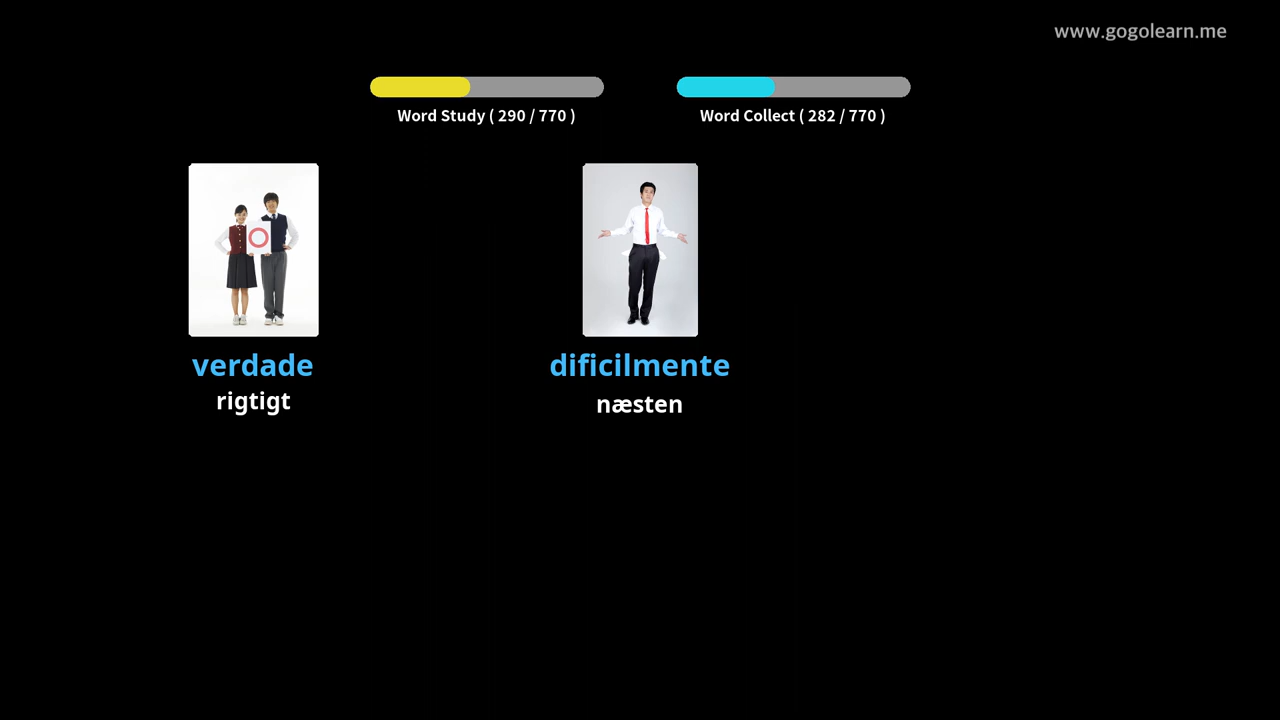 www.gogolearn.me
Word Study ( 290 / 770 )
Word Collect ( 282 / 770 )
verdade
rigtigt
dificilmente
næsten